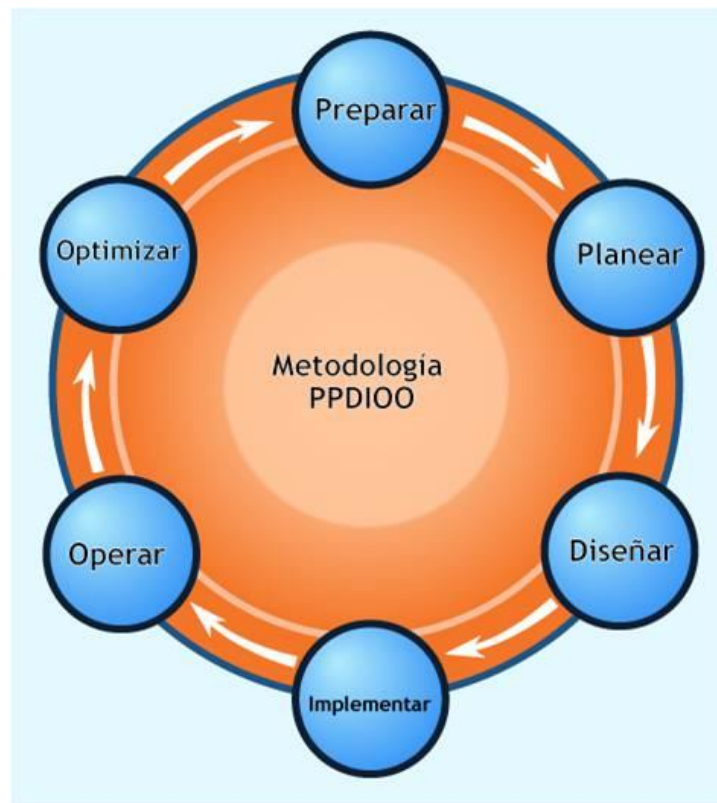 Preparar
Planear
Diseñar
Implementar
Operar
Optimizar
Metodología
PPDIOO